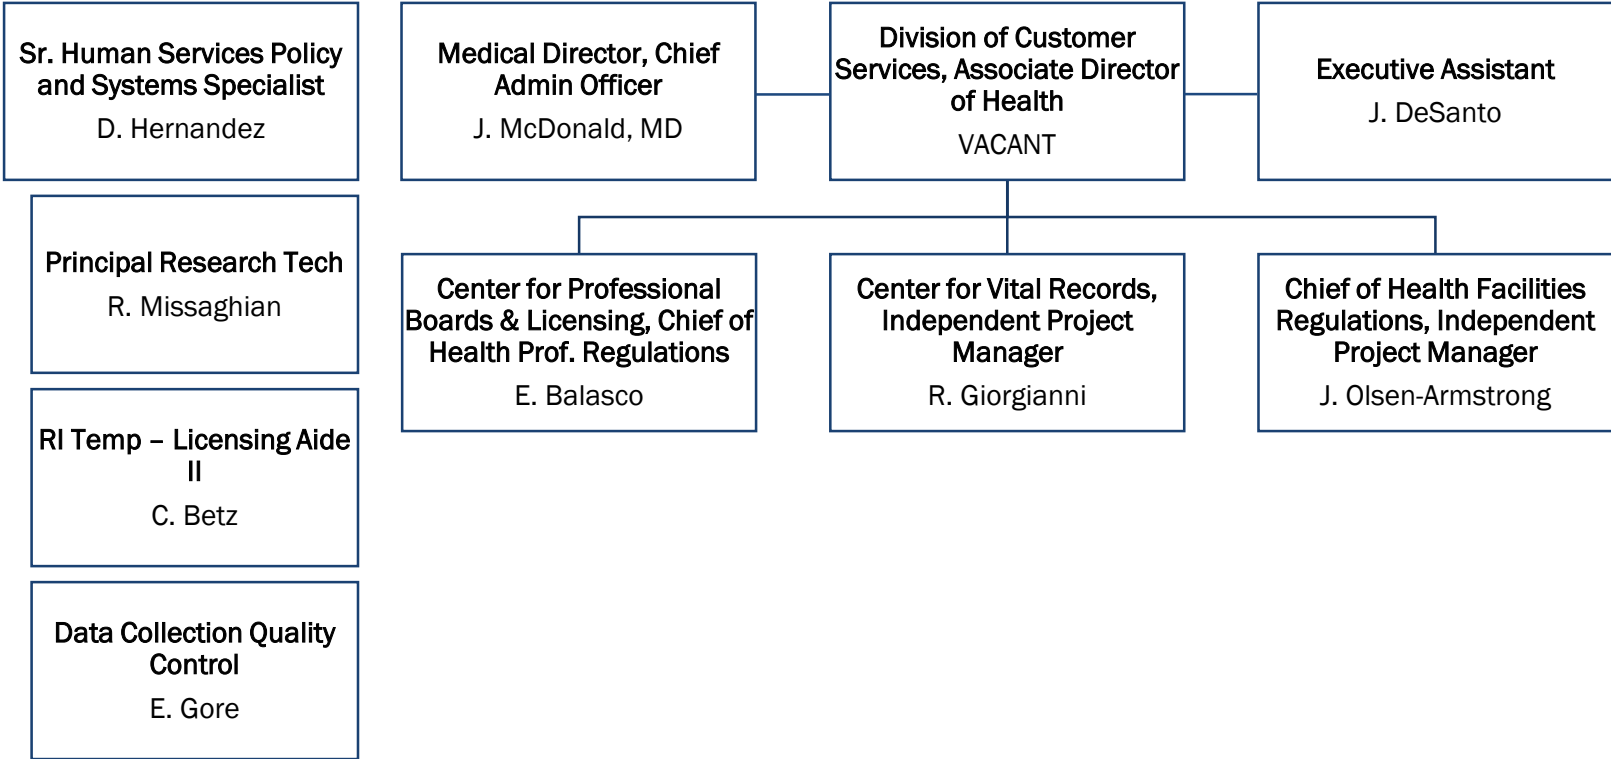 Sr. Human Services Policy
and Systems Specialist
D. Hernandez
Medical Director, Chief
Admin Officer
J. McDonald, MD
Division of Customer
Services, Associate Director
of Health
VACANT
Executive Assistant
J. DeSanto
Principal Research Tech
R. Missaghian
RI Temp – Licensing Aide
II
C. Betz
Data Collection Quality
Control
E. Gore
Center for Professional
Boards & Licensing, Chief of
Health Prof. Regulations
E. Balasco
Center for Vital Records,
Independent Project
Manager
R. Giorgianni
Chief of Health Facilities
Regulations, Independent
Project Manager
J. Olsen-Armstrong